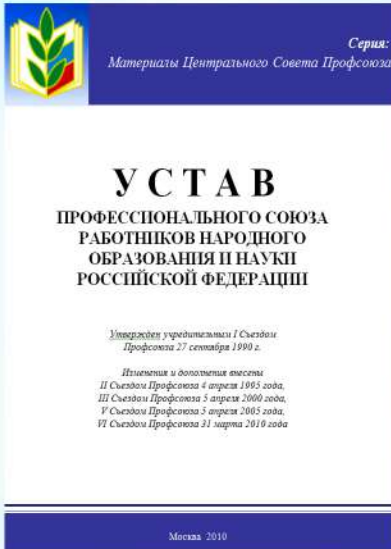 Серия:
Материалы Центрального Совета Профсоюза
УСТАВ
ПРОФЕССИОНАЛЬНОГО СОЮЗА
РАБОТНИКОВ НАРОДНОГО
ОБРАЗОВАНИЯ И НАУКИ
РОССИЙСКОЙ ФЕДЕРАЦИИ
Утвержден учредительным I Съездом
Профсоюза 27 сентября 1990 г.
Изменения и дополнения внесены
II Съездом Профсоюза 4 апреля 1995 года,
III Съездом Профсоюза 5 апреля 2000 года,
V Съездом Профсоюза 5 апреля 2005 года,
VI Съездом Профсоюза 31 марта 2010 года
Москва 2010